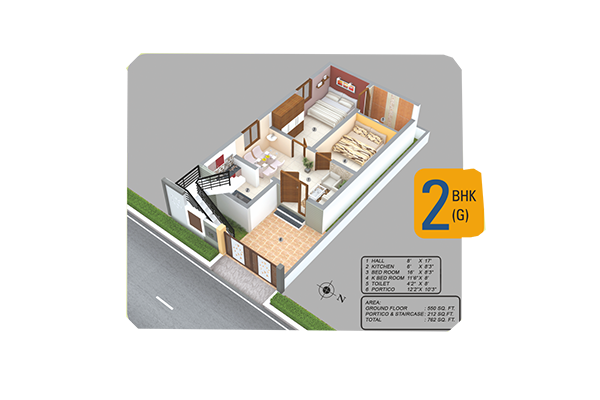 2 BHK
(G)
1 HALL 8' X 17'
2 KITCHEN 6' X 8'3"
3 BED ROOM 16' X 8'3"
4 K BED ROOM 11'6"X 8'
5 TOILET 4'2" X 8'
6 PORTICO 12'2"X 10'3"
N
AREA:
GROUND FLOOR : 550 SQ. FT.
PORTICO & STAIRCASE : 212 SQ.FT.
TOTAL : 762 SQ. FT.